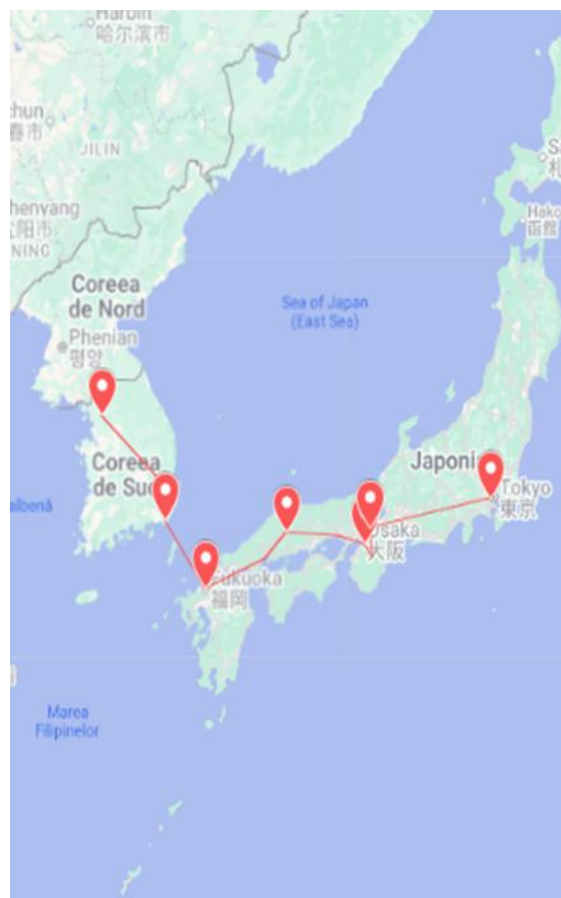 Harbin
哈尔滨市
chun
春市
JILIN
henyang
阳市
NING
Coreea
de Nord
Phenian
평양
Sea of Japan
(East Sea)
Hako
函館
Coreea
de Sud
albenă
Japoni
Tokyo
東京
Osaka
大阪
Fukuoka
福岡
Marea
Filipinelor